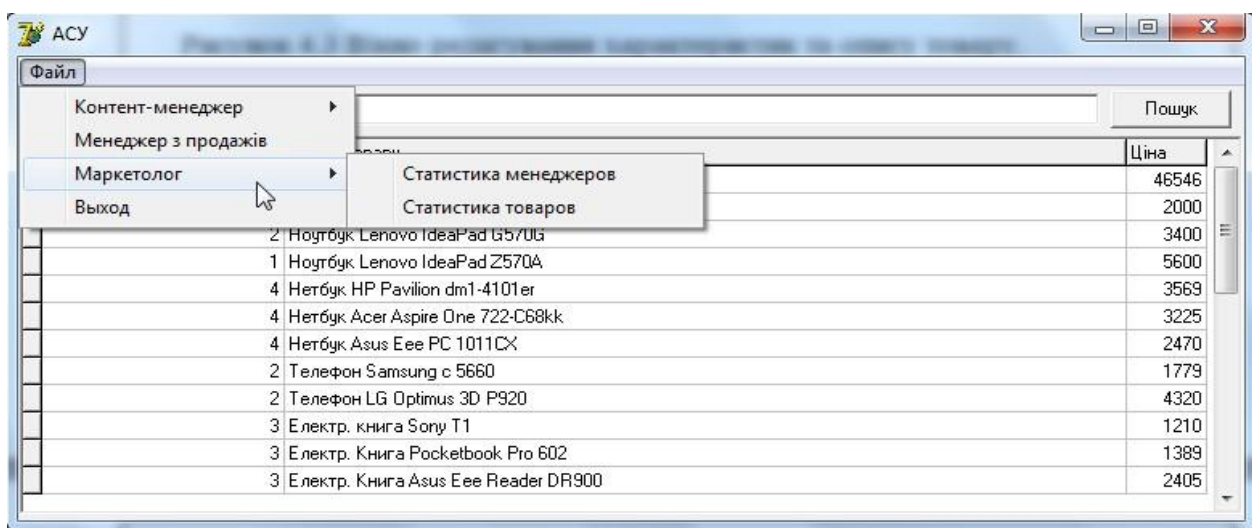 АСУ
Файл
Контент-менеджер
Пошук
Менеджер з продажів
Ціна
Маркетолог
Статистика менеджеров
46546
Выход
Статистика товаров
2000
2 Ноутбук Lenovo IdeaPad G570G 3400
1 Ноутбук Lenovo IdeaPad Z570A 5600
4 Нетбук HP Pavilion dm1-4101er 3569
4 Нетбук Acer Aspire One 722-C68kk 3225
4 Нетбук Asus Eee PC 1011CX 2470
2 Телефон Samsung c 5660 1779
2 Телефон LG Optimus 3D P920 4320
3 Електр. книга Sony T1 1210
3 Електр. Книга Pocketbook Pro 602 1389
3 Електр. Книга Asus Eee Reader DR900 2405